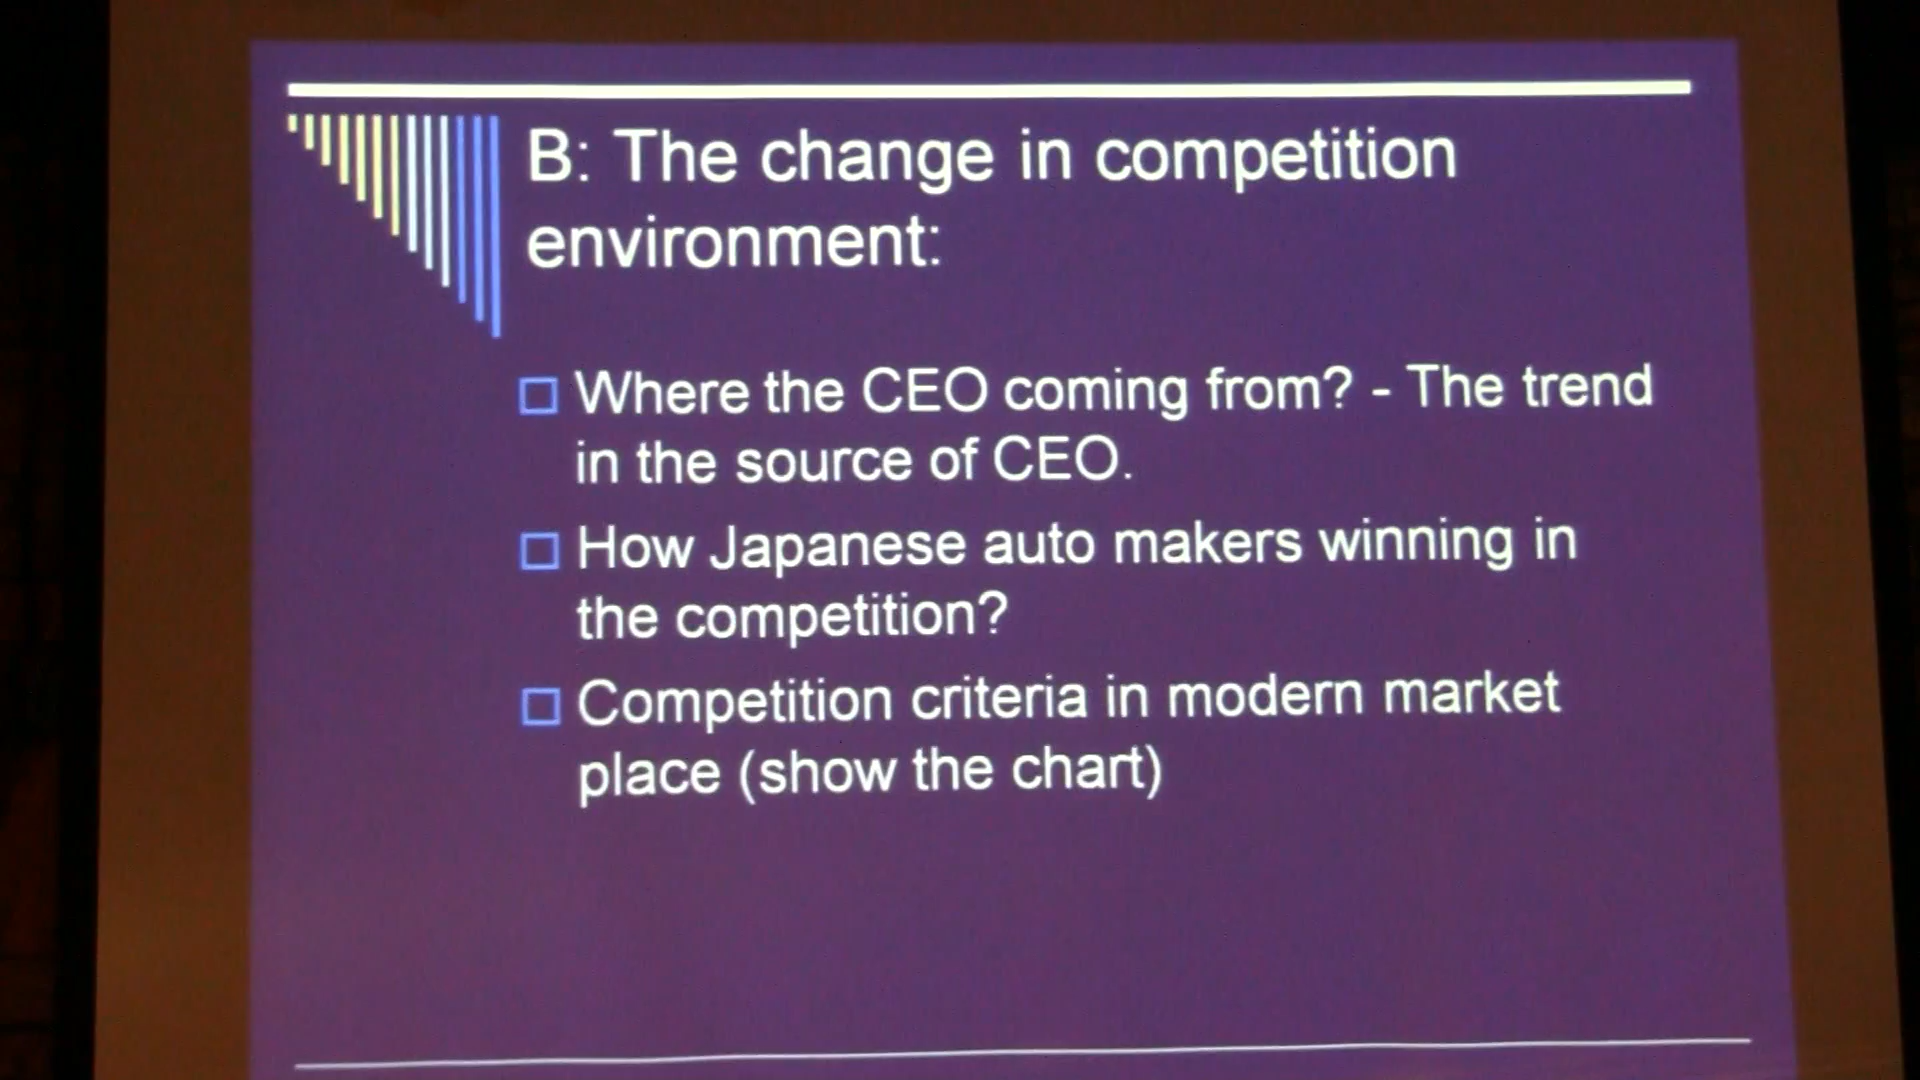 B: The change in competition
environment:
Where the CEO coming from? - The trend
in the source of CEO.
How Japanese auto makers winning in
the competition?
Competition criteria in modern market
place (show the chart)